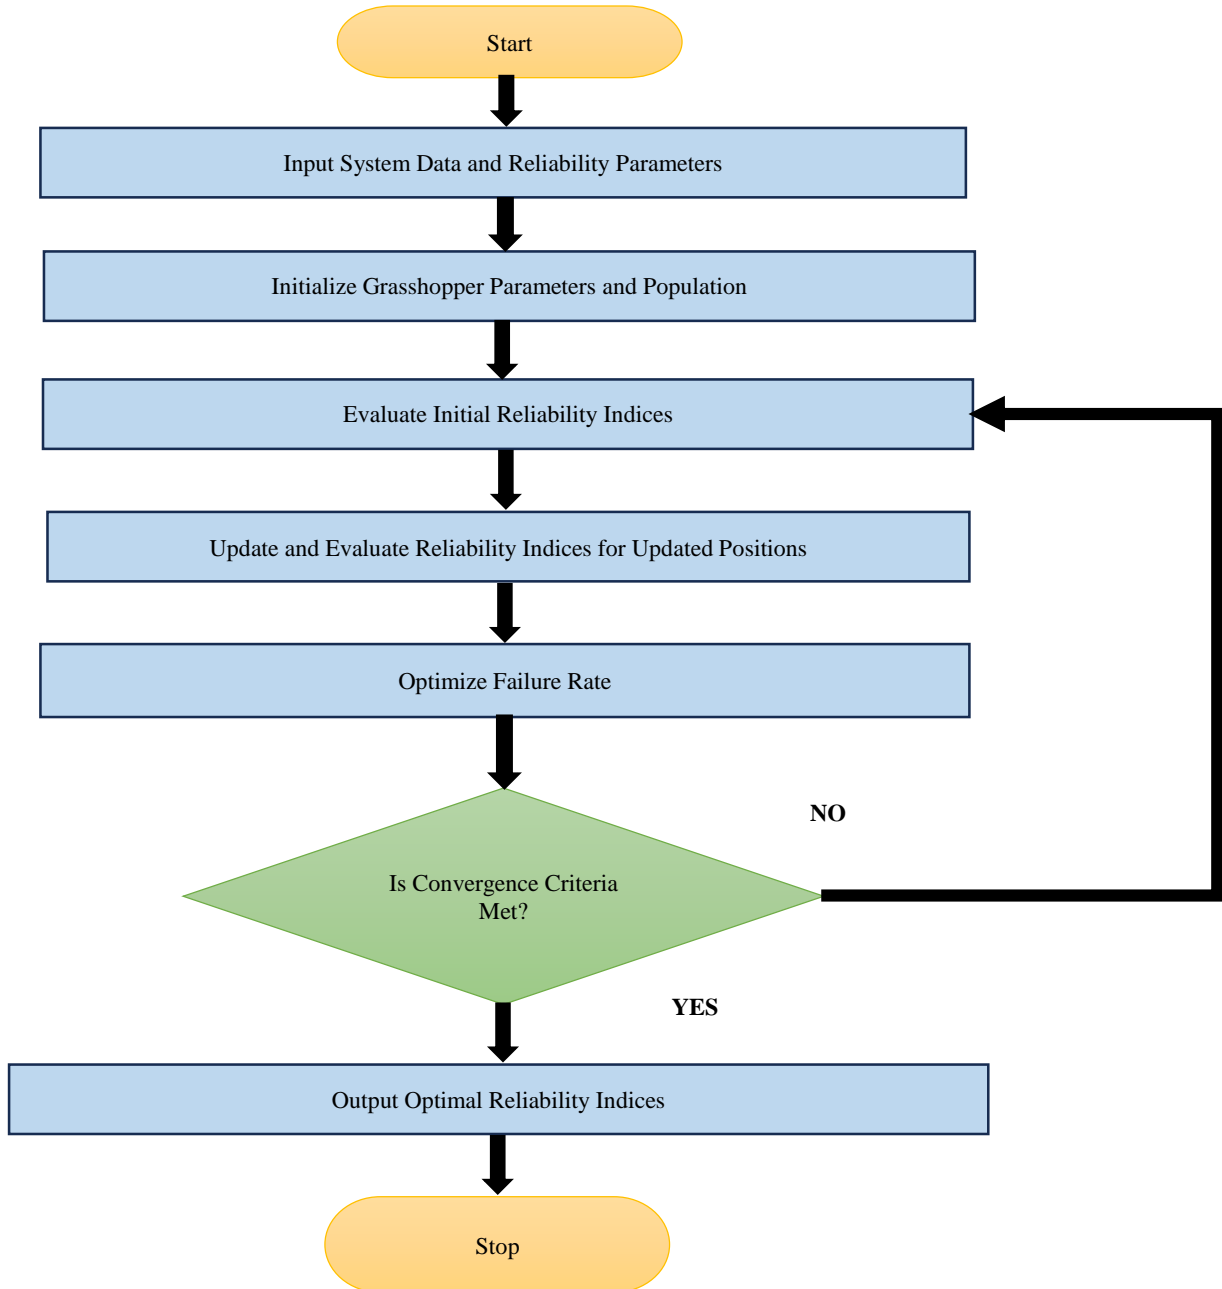 Start
Input System Data and Reliability Parameters
Initialize Grasshopper Parameters and Population
Evaluate Initial Reliability Indices
Update and Evaluate Reliability Indices for Updated Positions
Optimize Failure Rate
NO
Is Convergence Criteria
Met?
YES
Output Optimal Reliability Indices
Stop